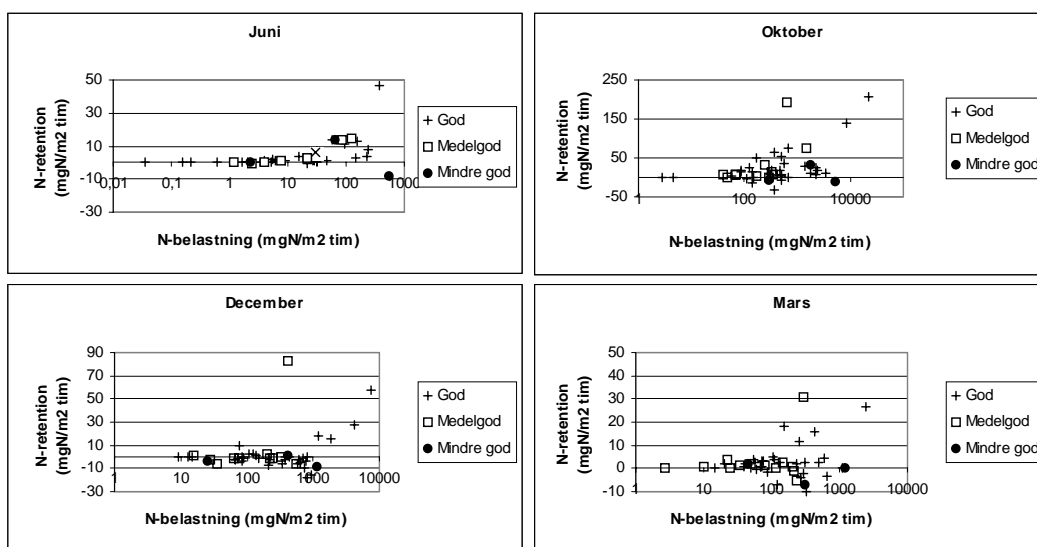 Juni
N-retention
(mgN/m2 tim)
50
30
10
-10
-30
0,01
0,1
1
10
100
1000
N-belastning (mgN/m2 tim)
God
Medelgod
Mindre god
Oktober
N-retention
(mgN/m2 tim)
250
150
50
-50
1
100
10000
N-belastning (mgN/m2 tim)
God
Medelgod
Mindre god
December
N-retention
(mgN/m2 tim)
90
70
50
30
10
-10
-30
1
10
100
1000
10000
N-belastning (mgN/m2 tim)
God
Medelgod
Mindre god
Mars
N-retention
(mgN/m2 tim)
50
40
30
20
10
0
-10
1
10
100
1000
10000
N-belastning (mgN/m2 tim)
God
Medelgod
Mindre god